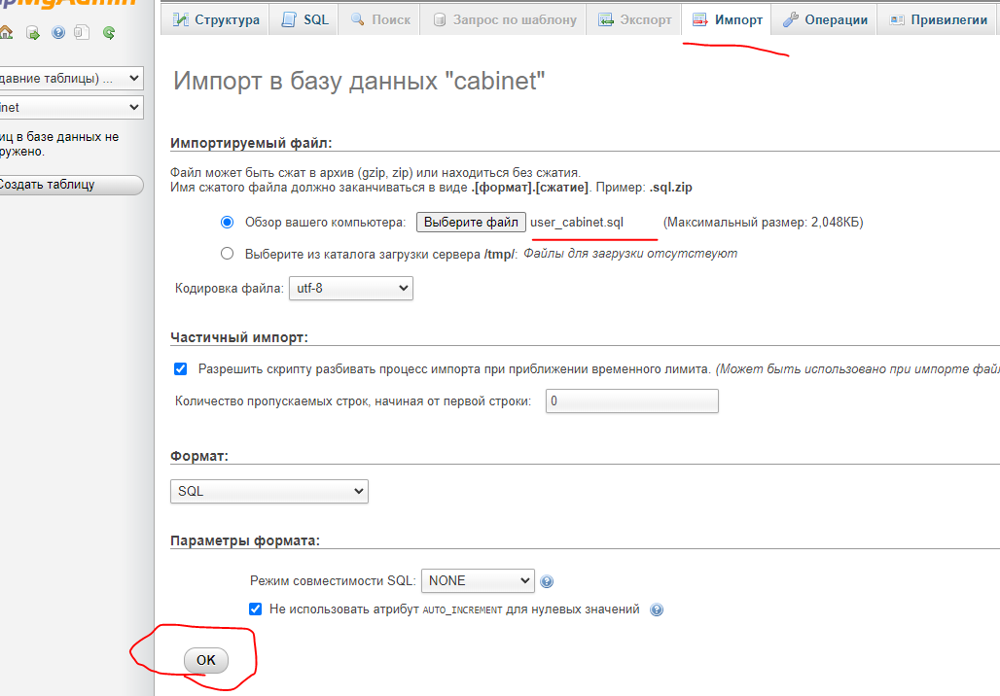 pMyAdmin
Структура SQL Поиск Запрос по шаблону Экспорт Импорт Операции Привилегии
давние таблицы) ...
inet
иц в базе данных не
ружено.
Создать таблицу
Импорт в базу данных "cabinet"
Импортируемый файл:
Файл может быть сжат в архив (gzip, zip) или находиться без сжатия.
Имя сжатого файла должно заканчиваться в виде .[формат].[сжатие]. Пример: .sql.zip
Обзор вашего компьютера: Выберите файл user_cabinet.sql (Максимальный размер: 2,048КБ)
Выберите из каталога загрузки сервера /tmp/: Файлы для загрузки отсутствуют
Кодировка файла: utf-8
Частичный импорт:
Разрешить скрипту разбивать процесс импорта при приближении временного лимита. (Может быть использовано при импорте файл
Количество пропускаемых строк, начиная от первой строки: 0
Формат:
SQL
Параметры формата:
Режим совместимости SQL: NONE
Не использовать атрибут AUTO_INCREMENT для нулевых значений
OK